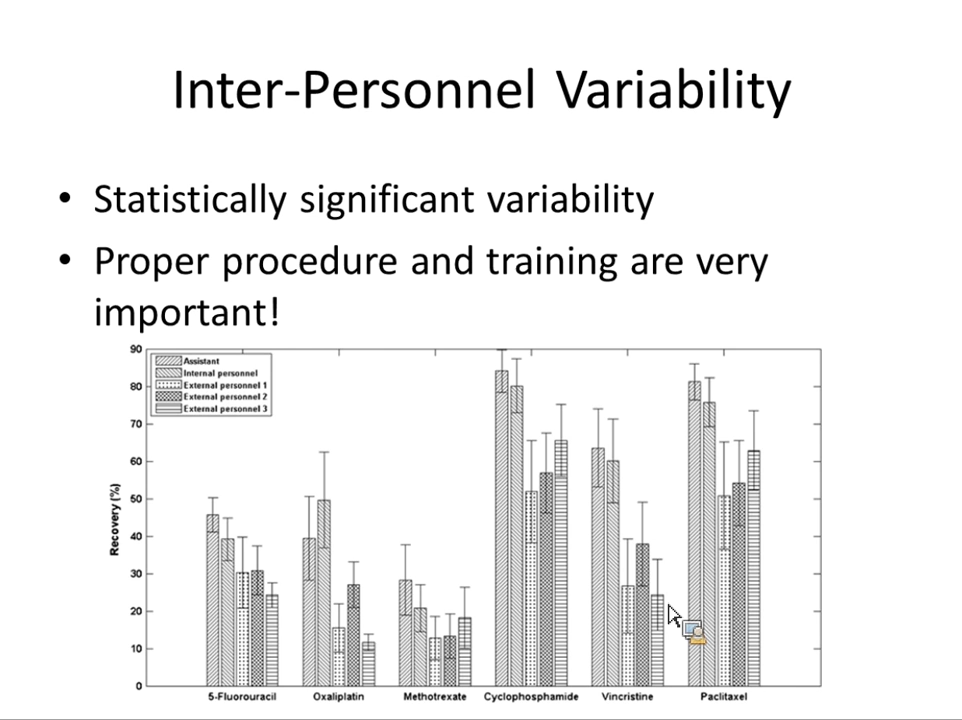 Inter-Personnel Variability
• Statistically significant variability
• Proper procedure and training are very
important!
90
80
70
60
50
40
30
20
10
0
Recovery (%)
Assistant
Internal personnel
External personnel 1
External personnel 2
External personnel 3
5-Fluorouracil Oxaliplatin Methotrexate Cyclophosphamide Vincristine Paclitaxel